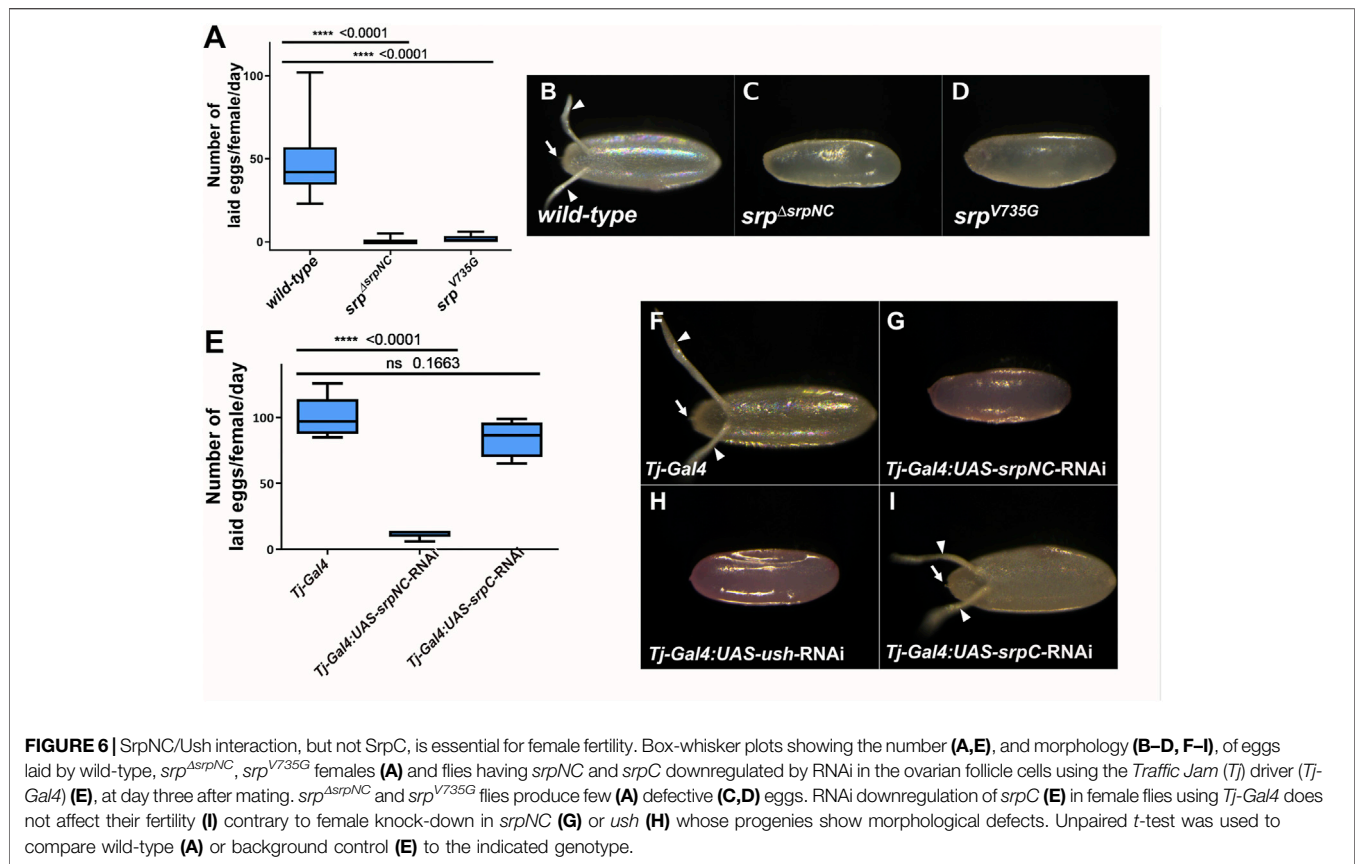 A
**** <0.0001
**** <0.0001
Number of
laid eggs/female/day
100
50
0
wild-type
srp^ΔsrpNC
srp^V735G
B
wild-type
C
srp^ΔsrpNC
D
srp^V735G
E
**** <0.0001
ns 0.1663
Number of
laid eggs/female/day
100
50
0
Tj-Gal4
Tj-Gal4:UAS-srpNC-RNAi
Tj-Gal4:UAS-srpC-RNAi
F
Tj-Gal4
G
Tj-Gal4:UAS-srpNC-RNAi
H
Tj-Gal4:UAS-ush-RNAi
I
Tj-Gal4:UAS-srpC-RNAi
FIGURE 6 | SrpNC/Ush interaction, but not SrpC, is essential for female fertility. Box-whisker plots showing the number (A,E), and morphology (B–D, F–I), of eggs
laid by wild-type, srp^ΔsrpNC, srp^V735G females (A) and flies having srpNC and srpC downregulated by RNAi in the ovarian follicle cells using the Traffic Jam (Tj) driver (Tj-
Gal4) (E), at day three after mating. srp^ΔsrpNC and srp^V735G flies produce few (A) defective (C,D) eggs. RNAi downregulation of srpC (E) in female flies using Tj-Gal4 does
not affect their fertility (I) contrary to female knock-down in srpNC (G) or ush (H) whose progenies show morphological defects. Unpaired t-test was used to
compare wild-type (A) or background control (E) to the indicated genotype.